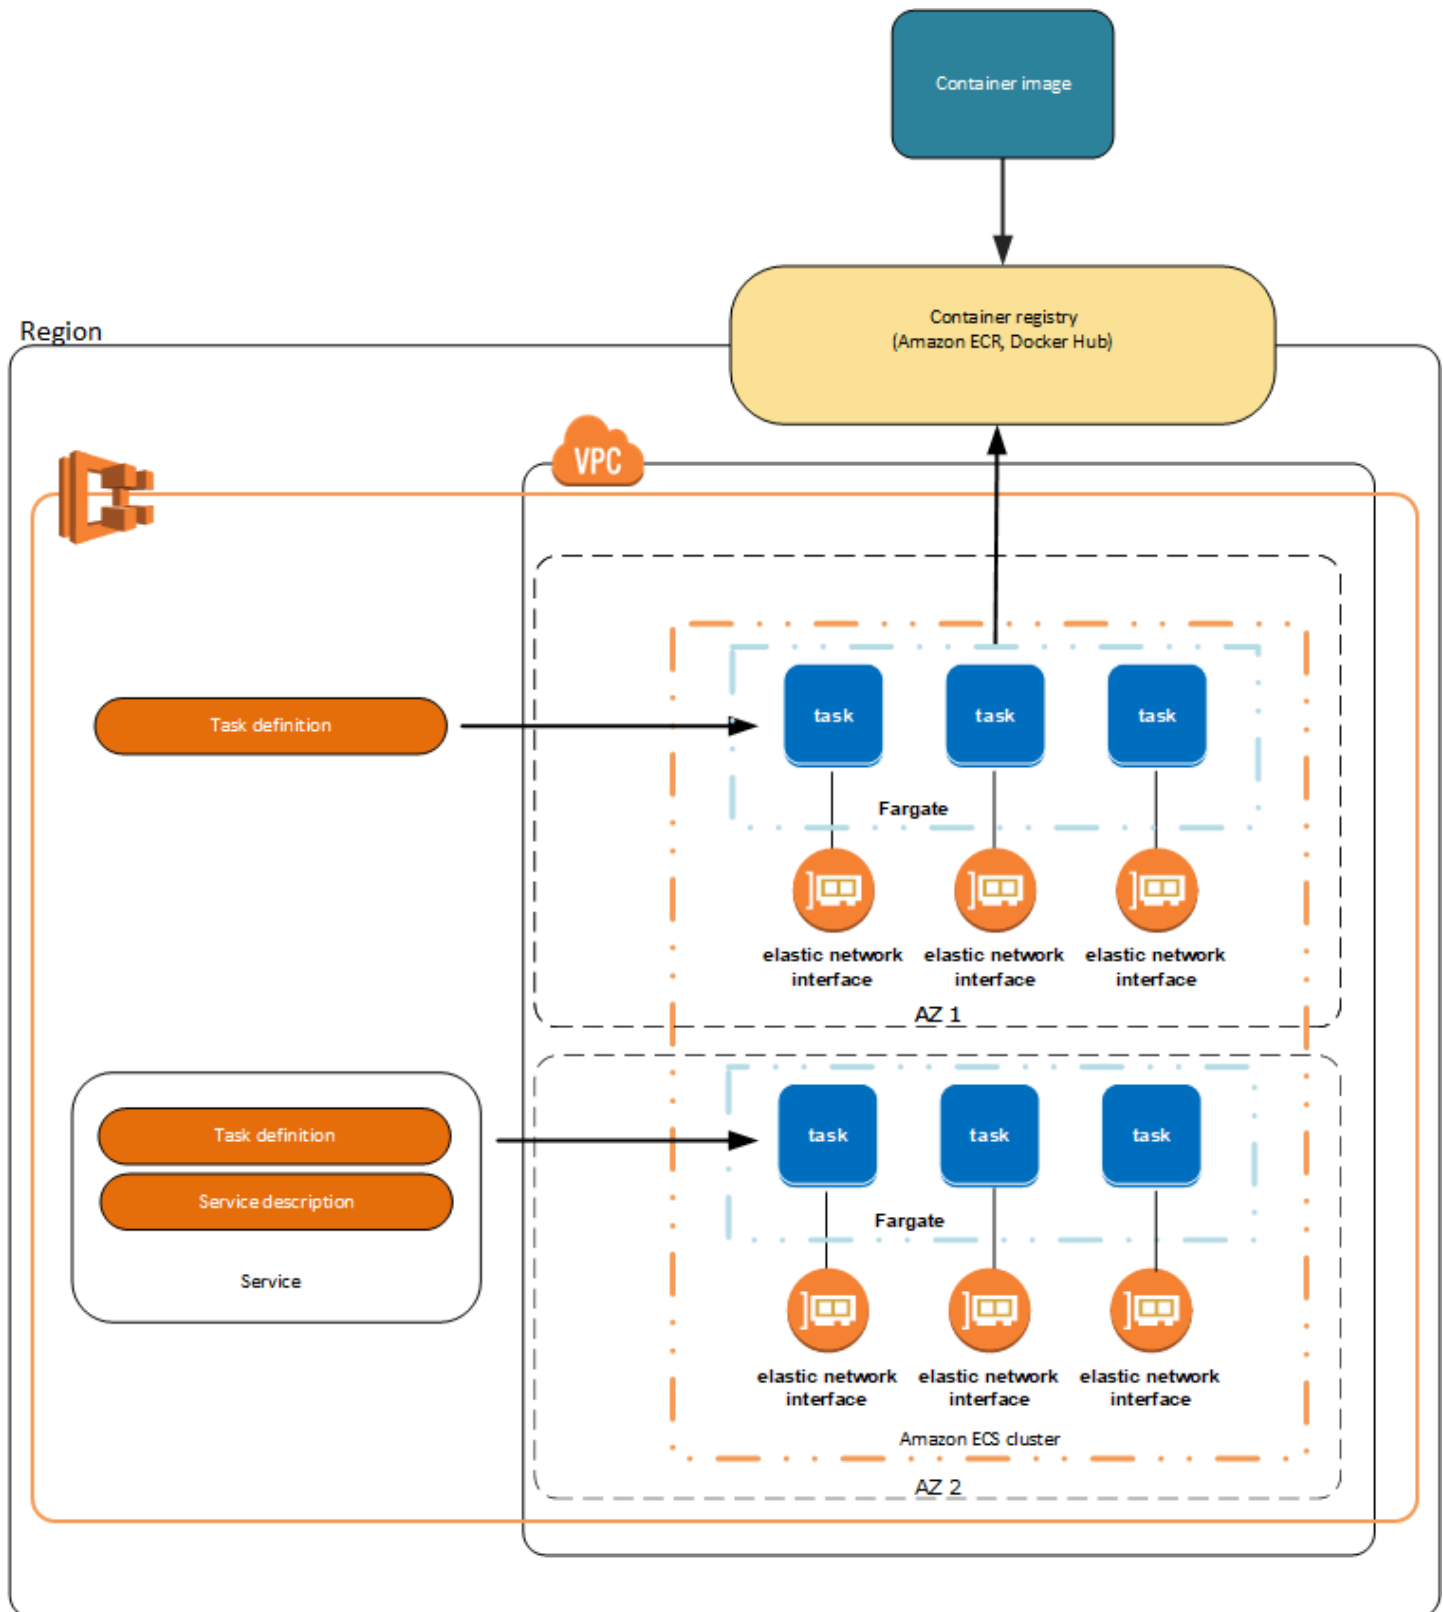 Container image
Container registry
(Amazon ECR, Docker Hub)
Region
VPC
Task definition
task
task
task
Fargate
elastic network
interface
elastic network
interface
elastic network
interface
AZ 1
Task definition
Service description
Service
task
task
task
Fargate
elastic network
interface
elastic network
interface
elastic network
interface
Amazon ECS cluster
AZ 2